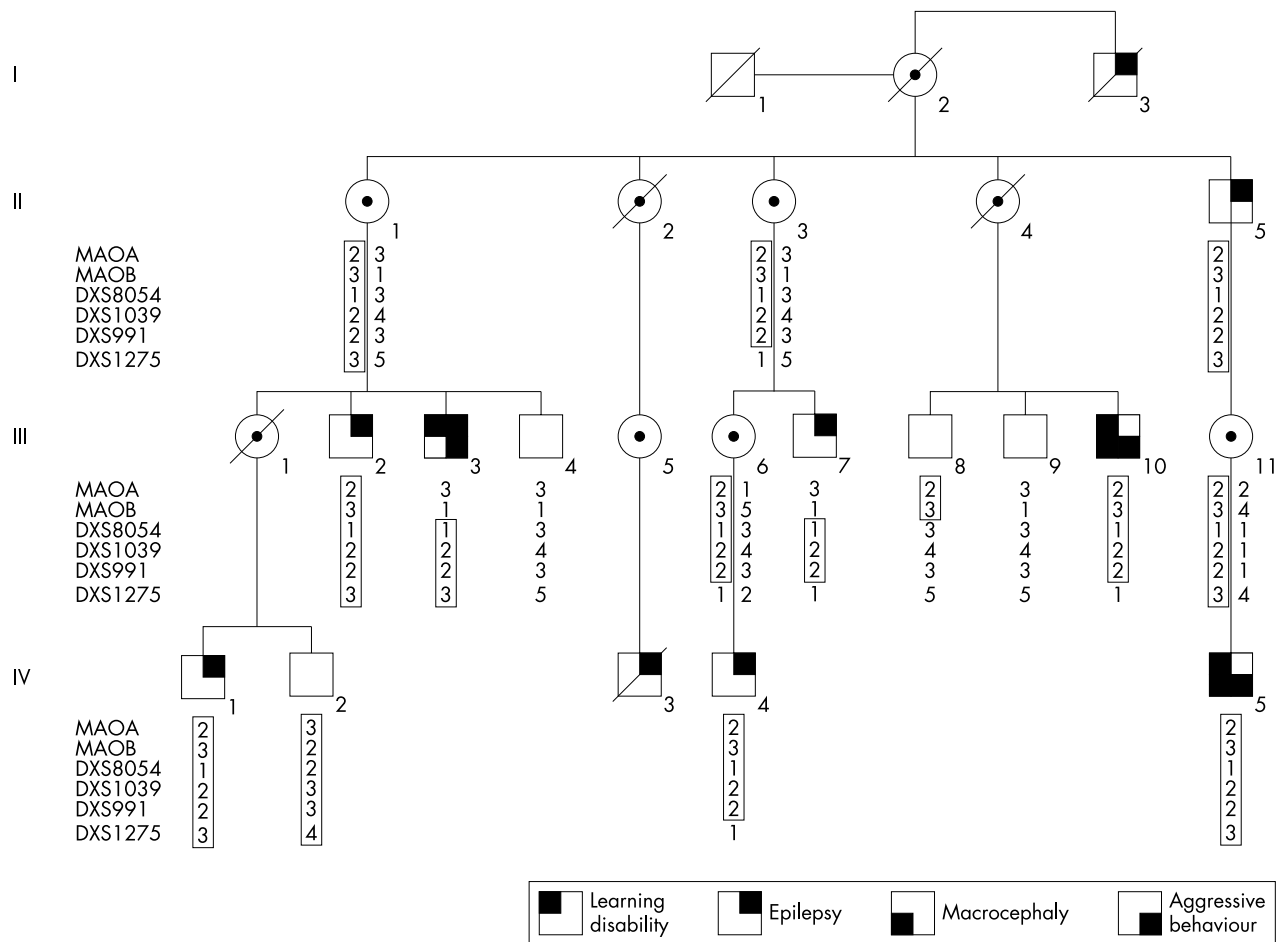 I
1 2 3
II
1 2 3 4 5
MAOA 2 3 2 3 2
MAOB 3 1 3 1 3
DXS8054 1 3 1 3 1
DXS1039 2 4 2 4 2
DXS991 2 3 2 3 2
DXS1275 3 5 1 5 3
III
1 2 3 4 5 6 7 8 9 10 11
MAOA 2 3 3 2 1 3 2 3 2 2 2
MAOB 3 1 1 3 5 1 3 1 3 3 4
DXS8054 1 1 3 1 3 1 3 3 1 1 1
DXS1039 2 2 4 2 4 2 4 4 2 2 1
DXS991 2 2 3 2 3 2 3 3 2 2 1
DXS1275 3 3 5 1 2 1 5 5 1 3 4
IV
1 2 3 4 5
MAOA 2 3 2 2
MAOB 3 2 3 3
DXS8054 1 2 1 1
DXS1039 2 3 2 2
DXS991 2 3 2 2
DXS1275 3 4 1 3
Learning
disability
Epilepsy
Macrocephaly
Aggressive
behaviour